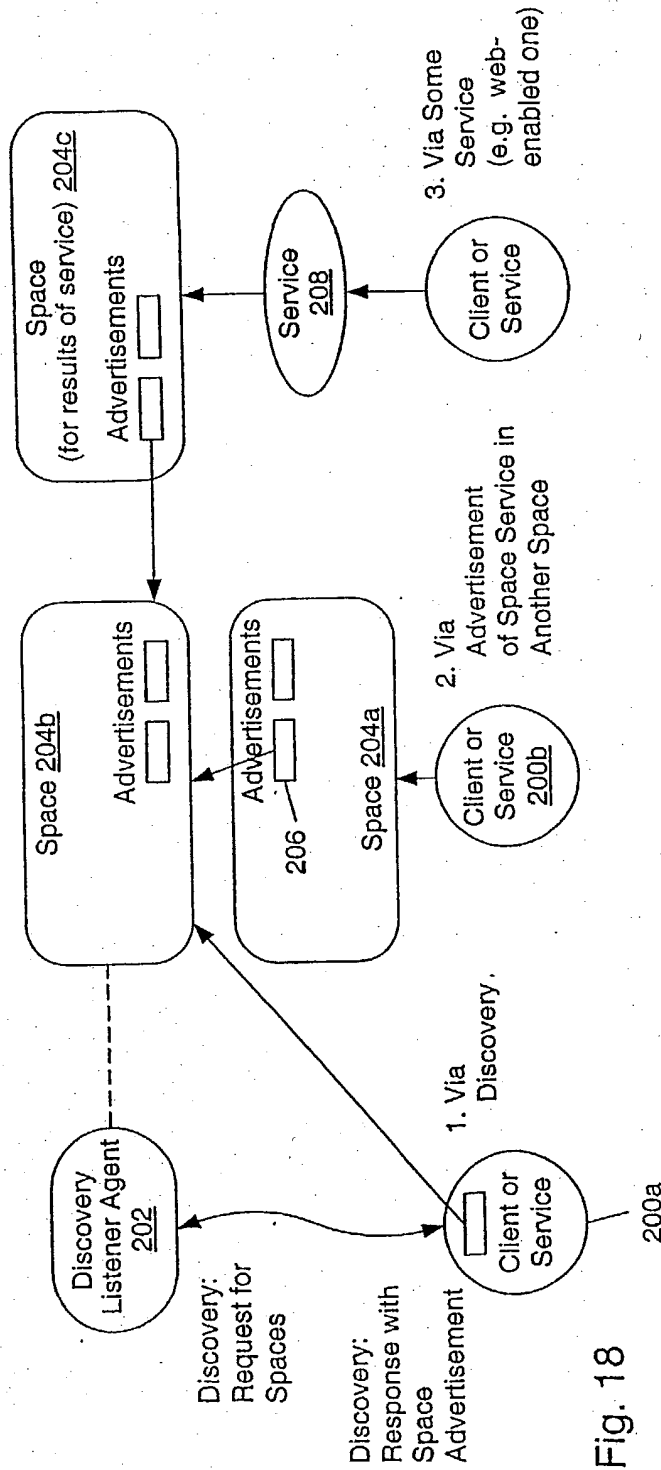 Discovery
Listener Agent
202
Discovery:
Request for
Spaces
Discovery:
Response with
Space
Advertisement
Client or
Service
200a
1. Via
Discovery.
Space 204b
Advertisements
Advertisements
206
Space 204a
Client or
Service
200b
2. Via
Advertisement
of Space Service in
Another Space
Space
(for results of service) 204c
Advertisements
Service
208
Client or
Service
3. Via Some
Service
(e.g. web-
enabled one)
Fig. 18